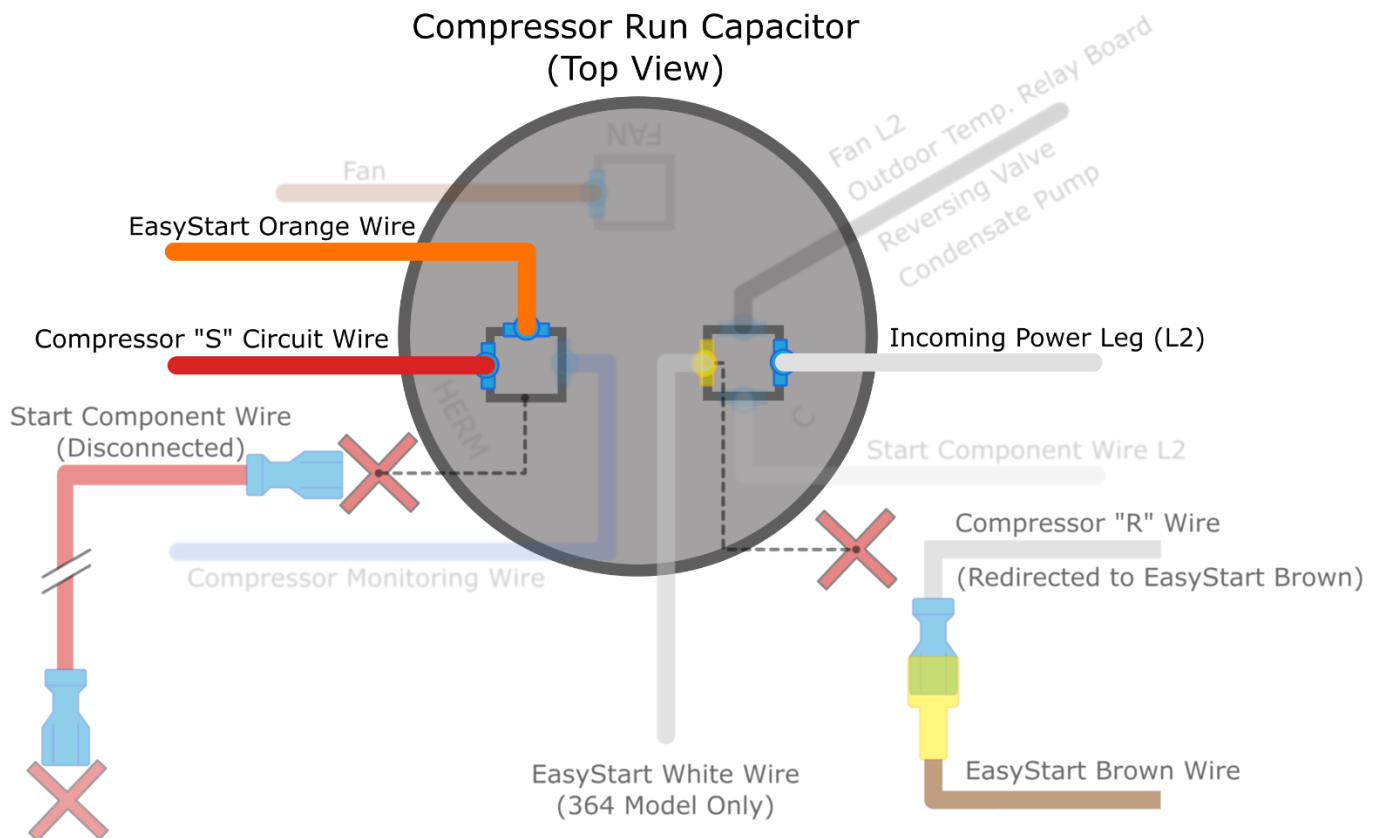 Compressor Run Capacitor
(Top View)
FAN
Fan
Fan L2
Outdoor Temp. Relay Board
Reversing Valve
Condensate Pump
EasyStart Orange Wire
Compressor "S" Circuit Wire
Incoming Power Leg (L2)
HERM
C
Start Component Wire
(Disconnected)
Start Component Wire L2
Compressor "R" Wire
(Redirected to EasyStart Brown)
Compressor Monitoring Wire
EasyStart White Wire
(364 Model Only)
EasyStart Brown Wire